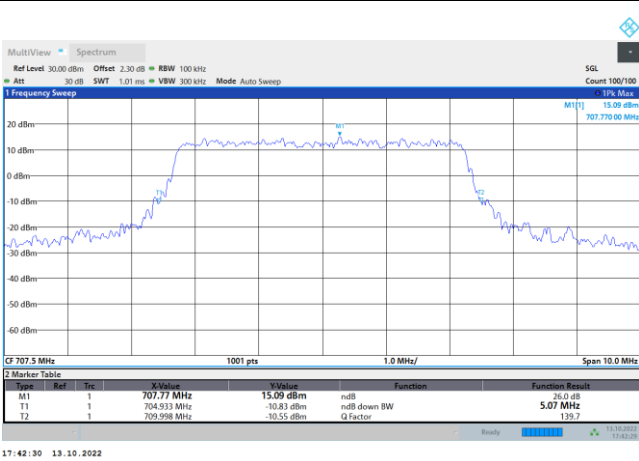 MultiView Spectrum
Ref Level 30.00 dBm Offset 2.30 dB RBW 100 kHz SGL
Att 30 dB SWT 1.01 ms VBW 300 kHz Mode Auto Sweep Count 100/100
1 Frequency Sweep 1Pk Max
M1[1] 15.09 dBm
707.770 00 MHz
M1
20 dBm
10 dBm
0 dBm
T1 T2
-10 dBm
-20 dBm
-30 dBm
-40 dBm
-50 dBm
-60 dBm
CF 707.5 MHz 1001 pts 1.0 MHz/ Span 10.0 MHz
2 Marker Table
Type Ref Trc X-Value Y-Value Function Function Result
M1 1 707.77 MHz 15.09 dBm ndB 26.0 dB
T1 1 704.933 MHz -10.83 dBm ndB down BW 5.07 MHz
T2 1 709.998 MHz -10.55 dBm Q Factor 139.7
Ready 13.10.2022
17:42:29
17:42:30 13.10.2022